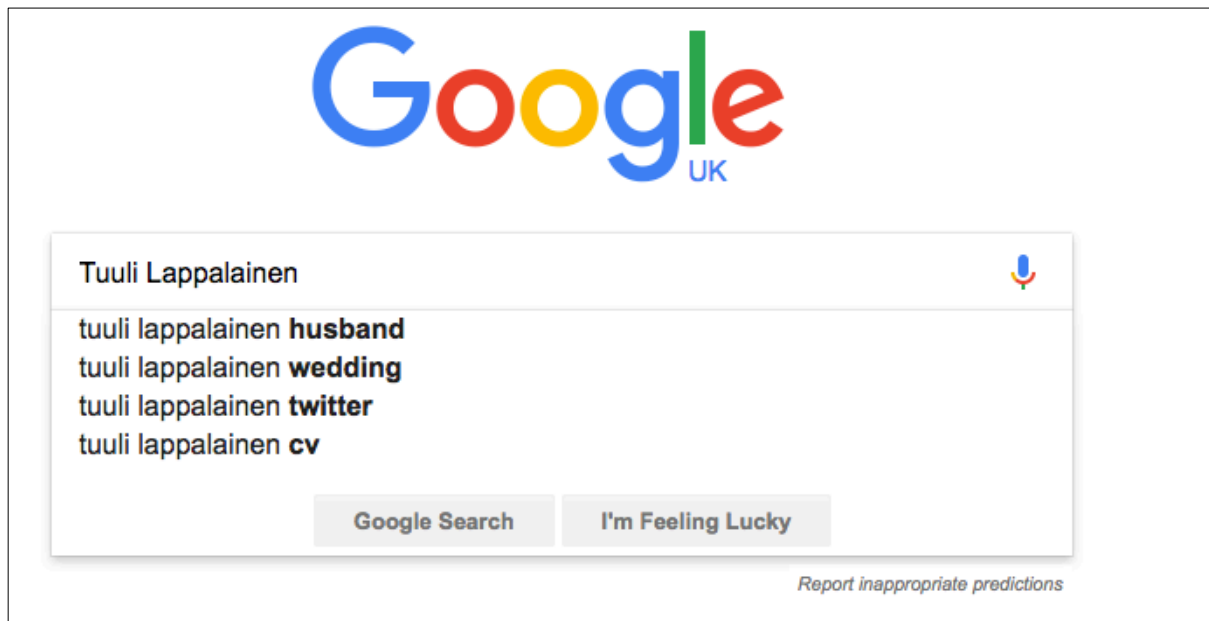 Google
UK
Tuuli Lappalainen
tuuli lappalainen husband
tuuli lappalainen wedding
tuuli lappalainen twitter
tuuli lappalainen cv
Google Search I'm Feeling Lucky
Report inappropriate predictions